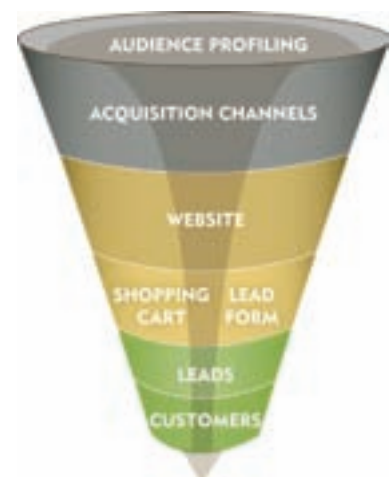 AUDIENCE PROFILING
ACQUISITION CHANNELS
WEBSITE
SHOPPING CART
LEAD FORM
LEADS
CUSTOMERS